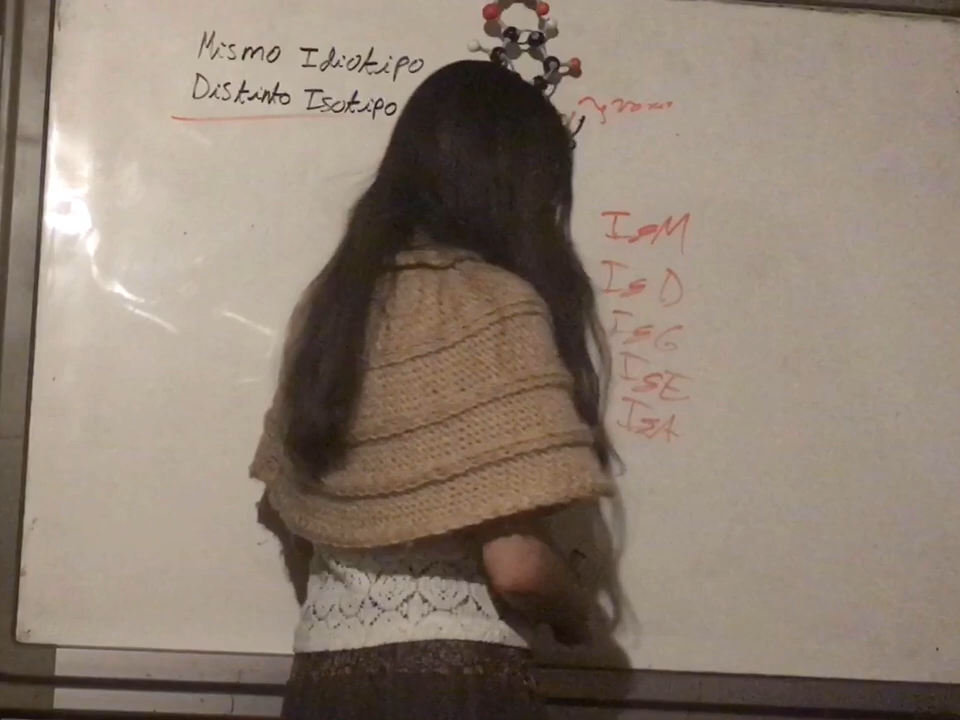 Mismo Idiotipo
Distinto Isotipo
IgM
IgD
IgG
IgE
IgA